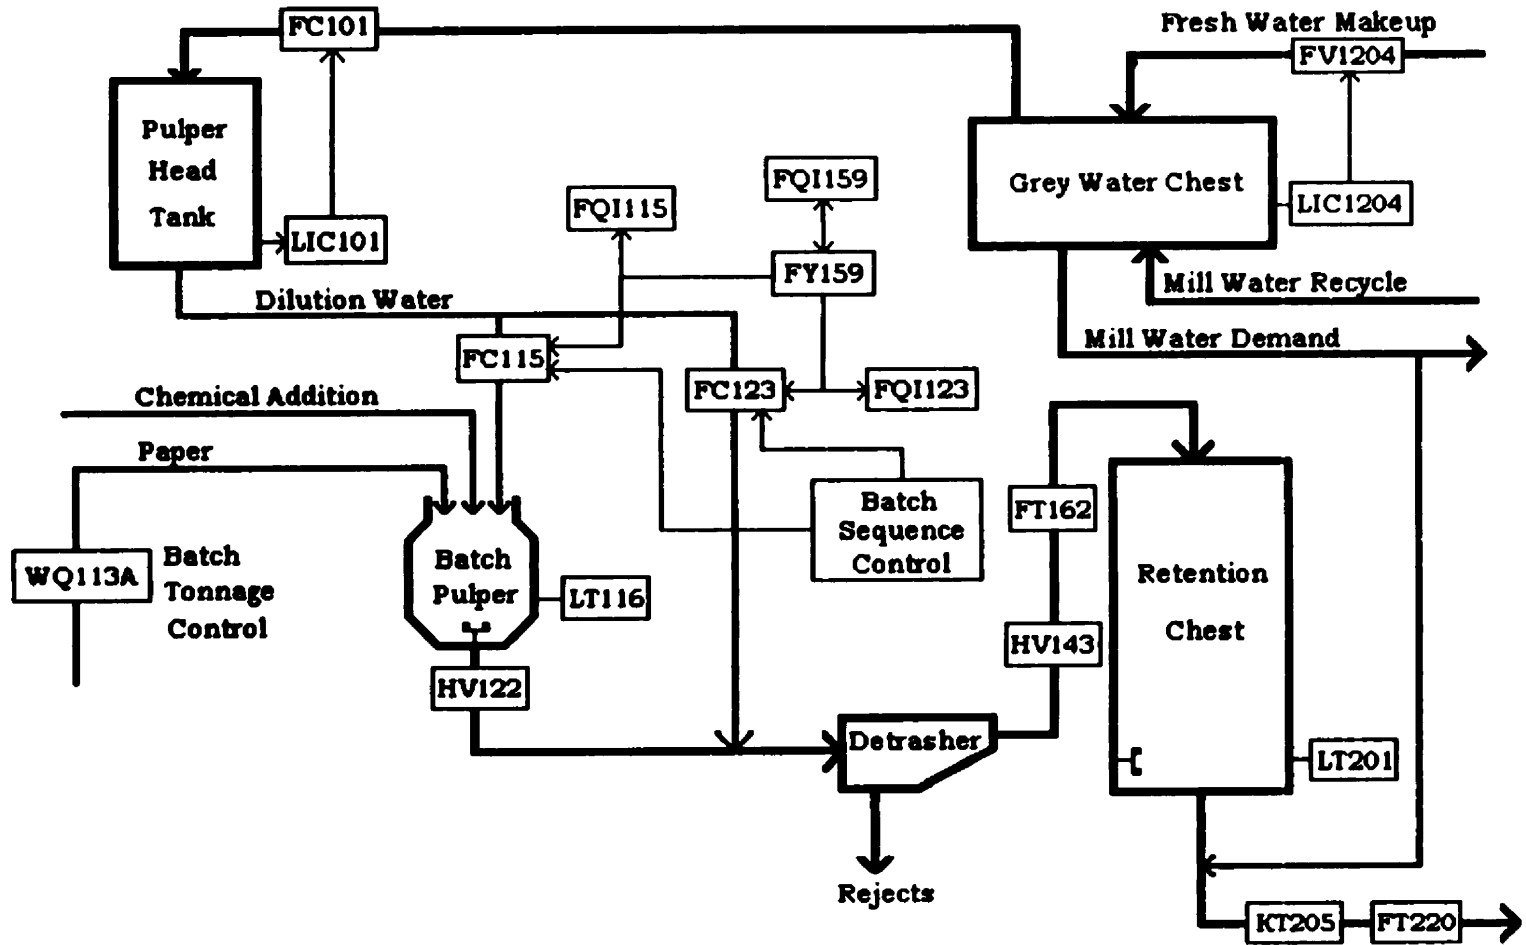 FC101
Fresh Water Makeup
FV1204
Pulper
Head
Tank
LIC101
FQI115
FQI159
FY159
Grey Water Chest
LIC1204
Mill Water Recycle
Mill Water Demand
Dilution Water
FC115
FC123
FQI123
Chemical Addition
Paper
WQ113A
Batch
Tonnage
Control
Batch
Pulper
LT116
HV122
Batch
Sequence
Control
FT162
HV143
Retention
Chest
LT201
Detrasher
Rejects
KT205
FT220